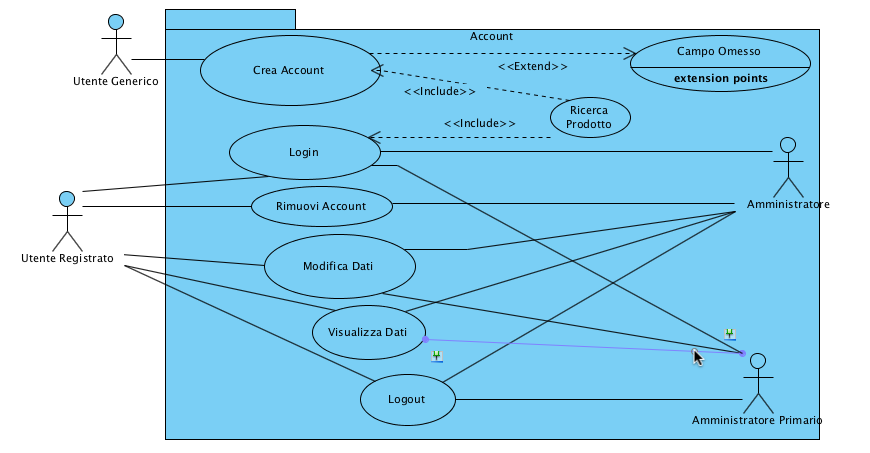 Account
Utente Generico
Crea Account
<<Extend>>
Campo Omesso
extension points
<<Include>>
Ricerca
Prodotto
<<Include>>
Login
Amministratore
Rimuovi Account
Utente Registrato
Modifica Dati
Visualizza Dati
Logout
Amministratore Primario